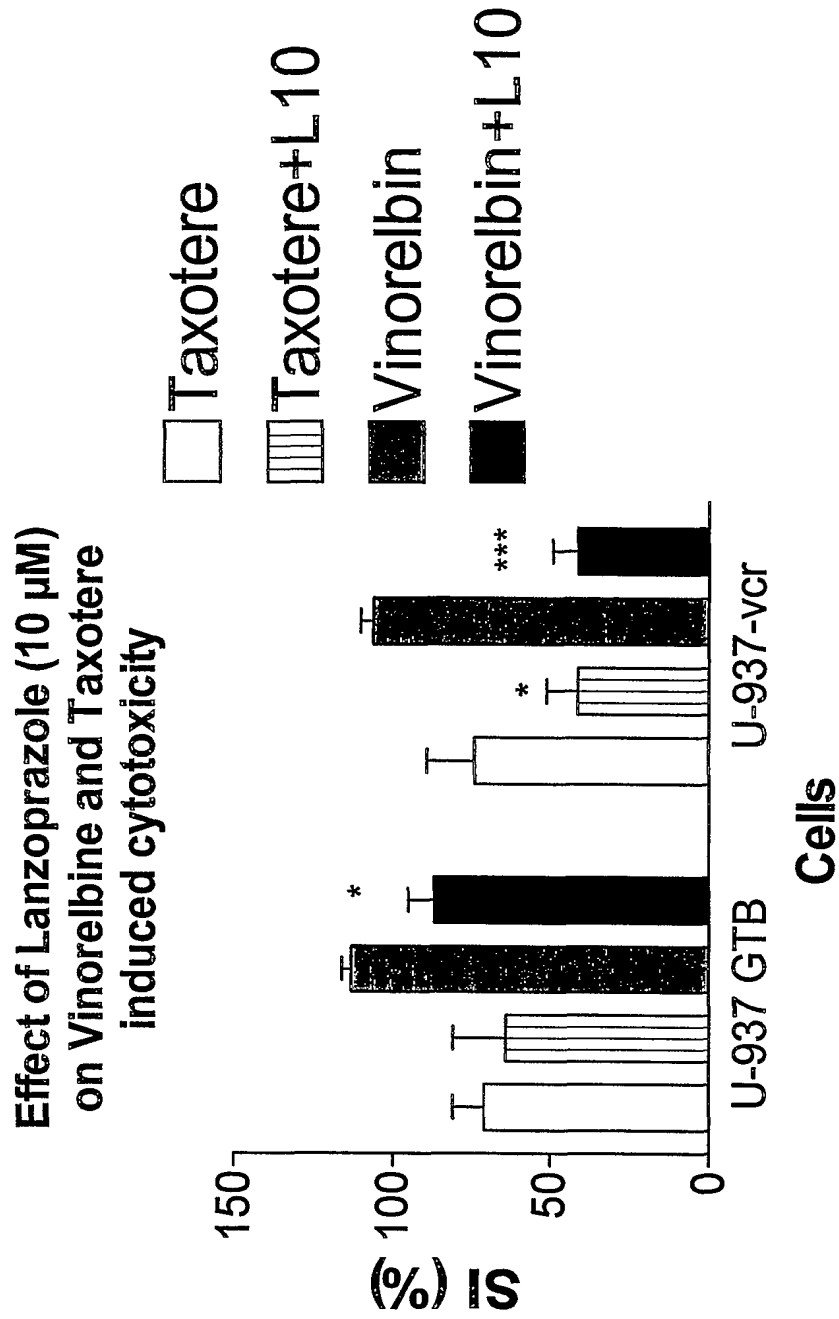 Effect of Lanzoprazole (10 µM)
on Vinorelbine and Taxotere
induced cytotoxicity
SI (%)
150
100
50
0
*
*
***
U-937 GTB
U-937-vcr
Cells
Taxotere
Taxotere+L10
Vinorelbin
Vinorelbin+L10